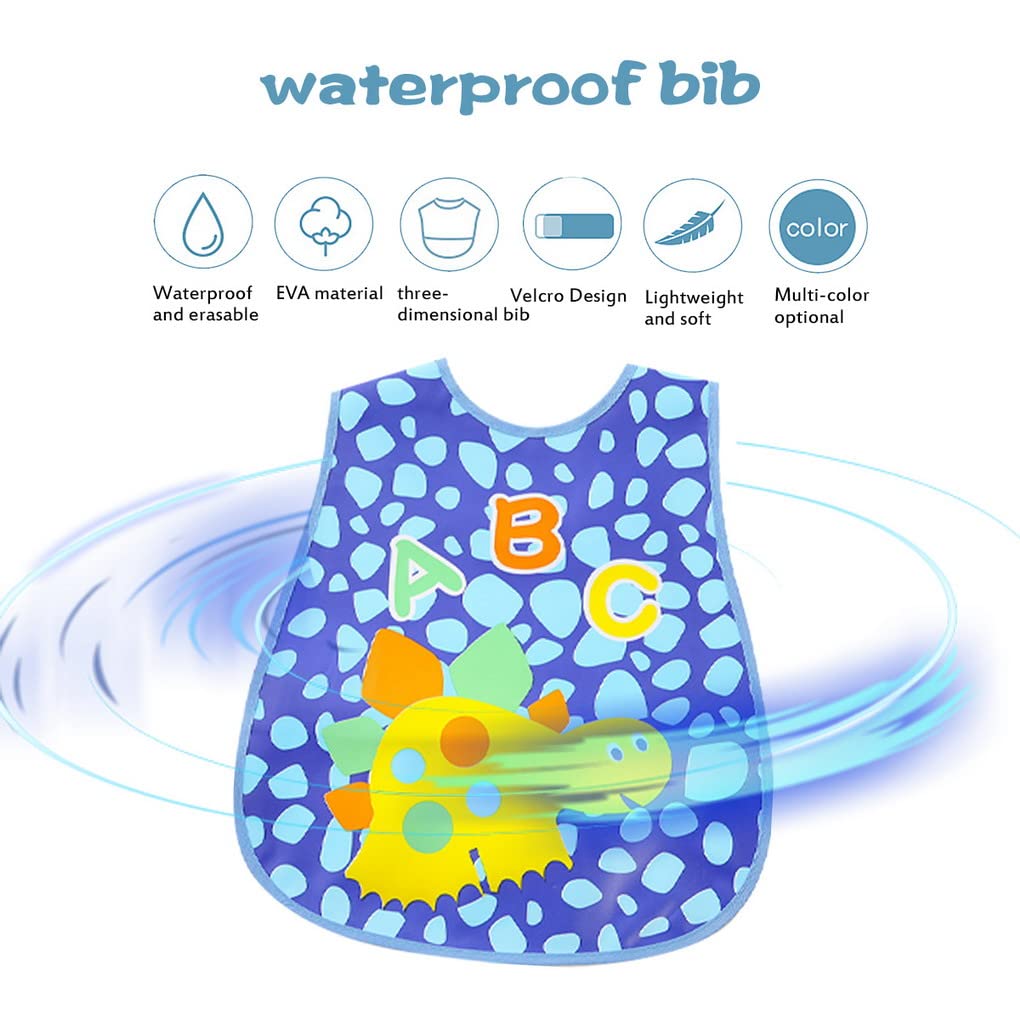 waterproof bib
color
Waterproof
and erasable
EVA material
three-
dimensional bib
Velcro Design
Lightweight
and soft
Multi-color
optional
A
B
C